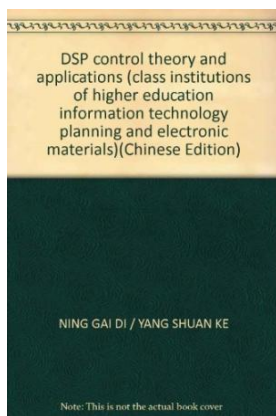 DSP control theory and
applications (class institutions
of higher education
information technology
planning and electronic
materials)(Chinese Edition)
NING GAI DI / YANG SHUAN KE
Note: This is not the actual book cover